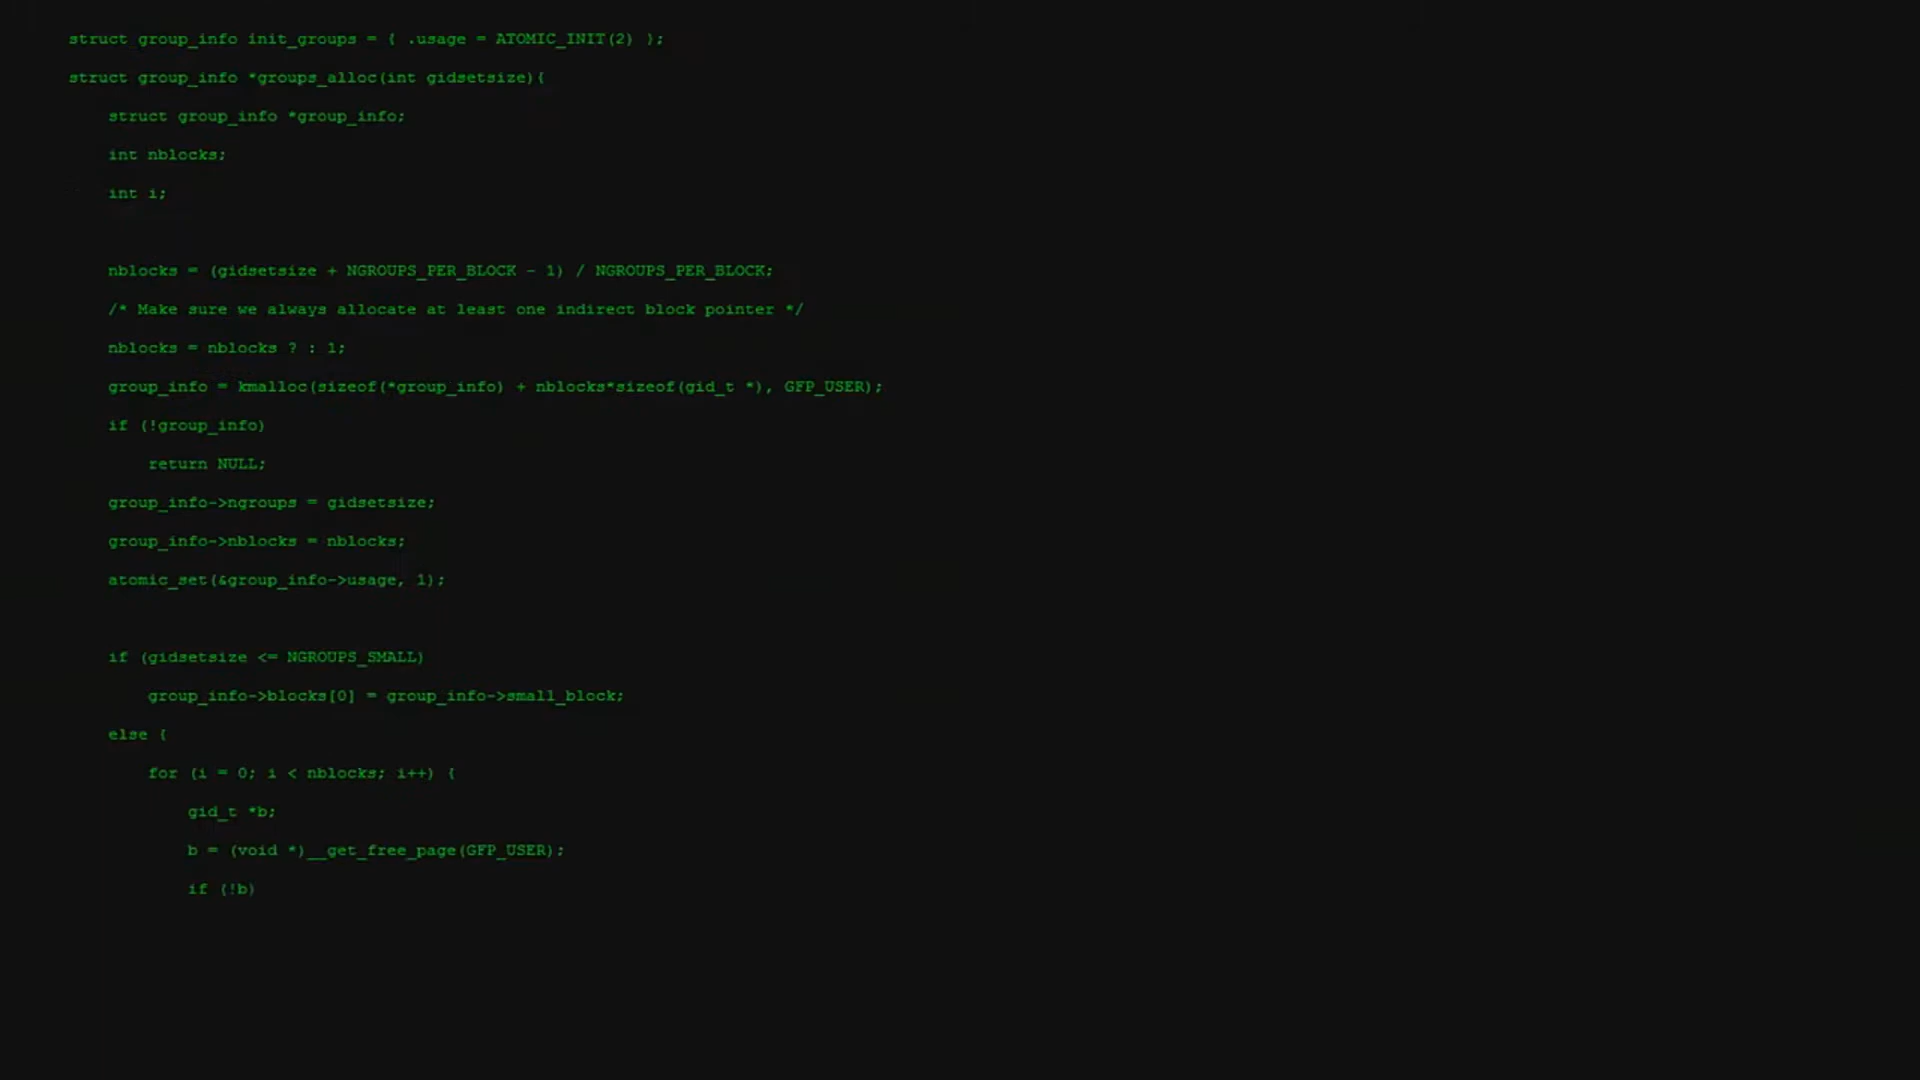 struct group_info init_groups = { .usage = ATOMIC_INIT(2) };
struct group_info *groups_alloc(int gidsetsize){
    struct group_info *group_info;
    int nblocks;
    int i;

    nblocks = (gidsetsize + NGROUPS_PER_BLOCK - 1) / NGROUPS_PER_BLOCK;
    /* Make sure we always allocate at least one indirect block pointer */
    nblocks = nblocks ? : 1;
    group_info = kmalloc(sizeof(*group_info) + nblocks*sizeof(gid_t *), GFP_USER);
    if (!group_info)
        return NULL;
    group_info->ngroups = gidsetsize;
    group_info->nblocks = nblocks;
    atomic_set(&group_info->usage, 1);

    if (gidsetsize <= NGROUPS_SMALL)
        group_info->blocks[0] = group_info->small_block;
    else {
        for (i = 0; i < nblocks; i++) {
            gid_t *b;
            b = (void *)__get_free_page(GFP_USER);
            if (!b)